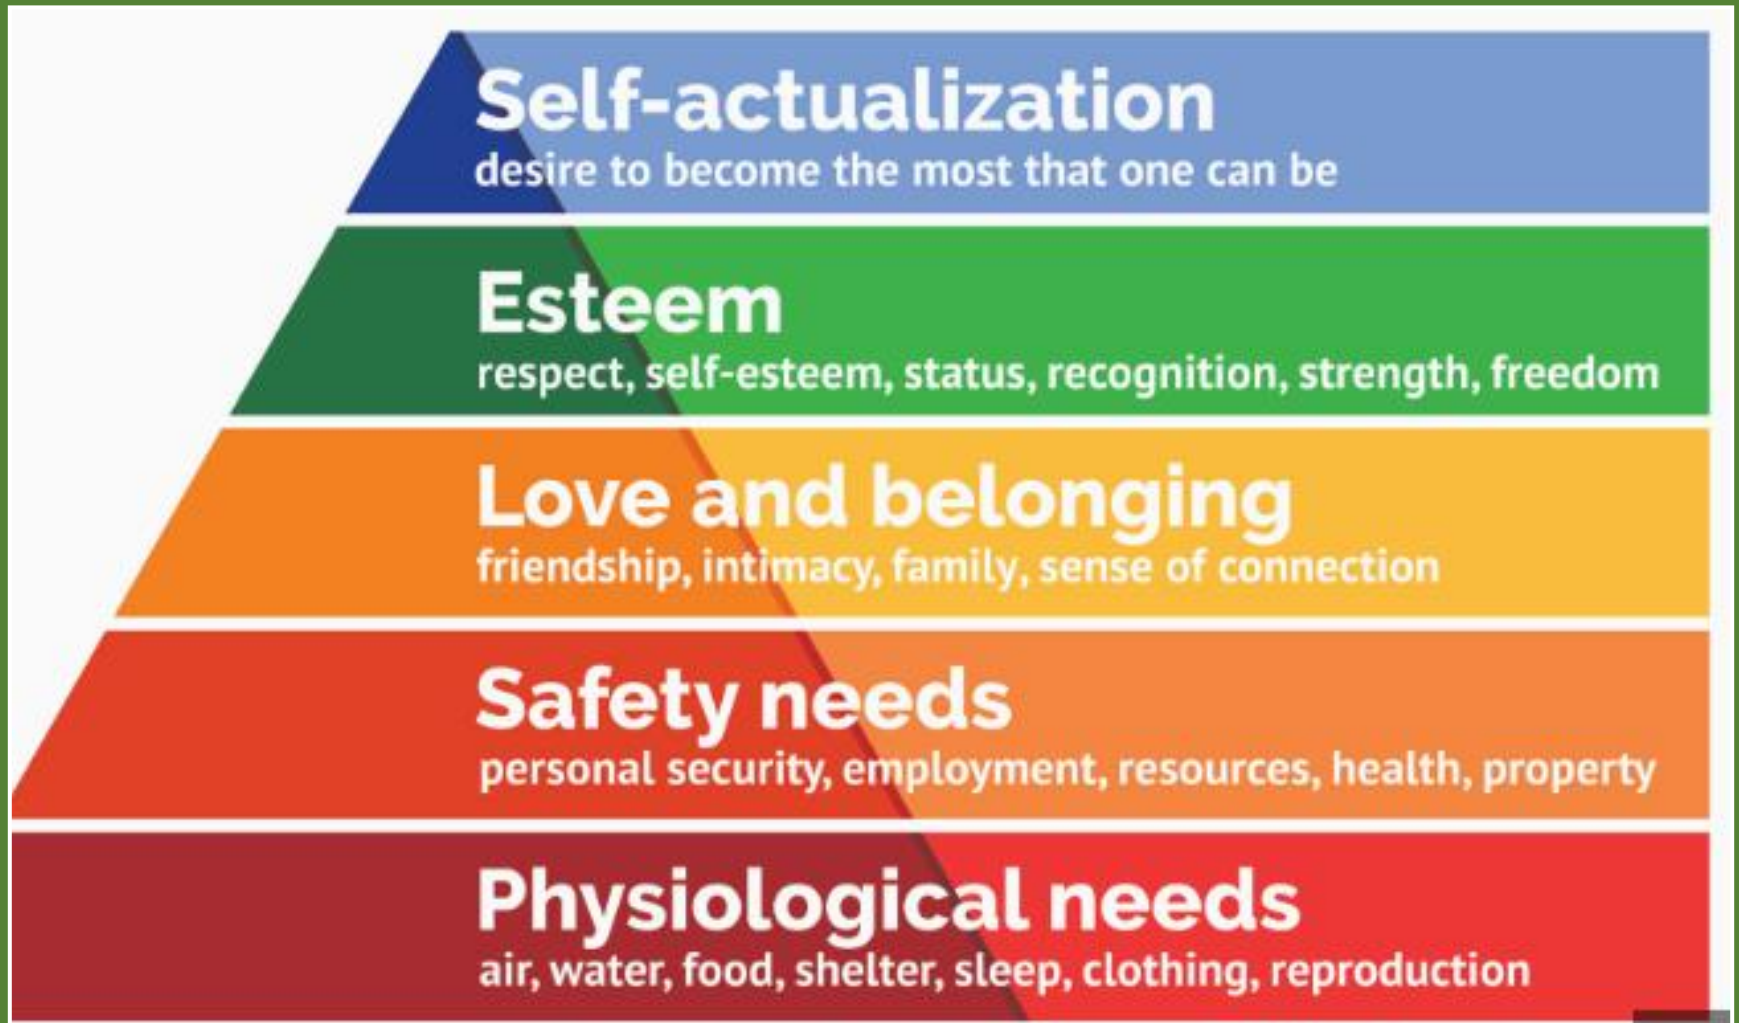 Self-actualization
desire to become the most that one can be
Esteem
respect, self-esteem, status, recognition, strength, freedom
Love and belonging
friendship, intimacy, family, sense of connection
Safety needs
personal security, employment, resources, health, property
Physiological needs
air, water, food, shelter, sleep, clothing, reproduction